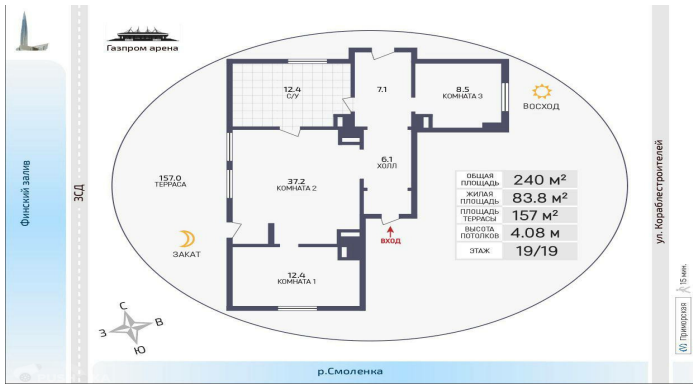 Газпром арена
Финский залив
ЗСД
12.4
С/У
7.1
8.5
КОМНАТА 3
ВОСХОД
157.0
ТЕРРАСА
37.2
КОМНАТА 2
6.1
ХОЛЛ
ЗАКАТ
ВХОД
12.4
КОМНАТА 1
ОБЩАЯ ПЛОЩАДЬ 240 м²
ЖИЛАЯ ПЛОЩАДЬ 83.8 м²
ПЛОЩАДЬ ТЕРРАСЫ 157 м²
ВЫСОТА ПОТОЛКОВ 4.08 м
ЭТАЖ 19/19
ул. Кораблестроителей
Приморская
15 мин.
С
З
В
Ю
р.Смоленка